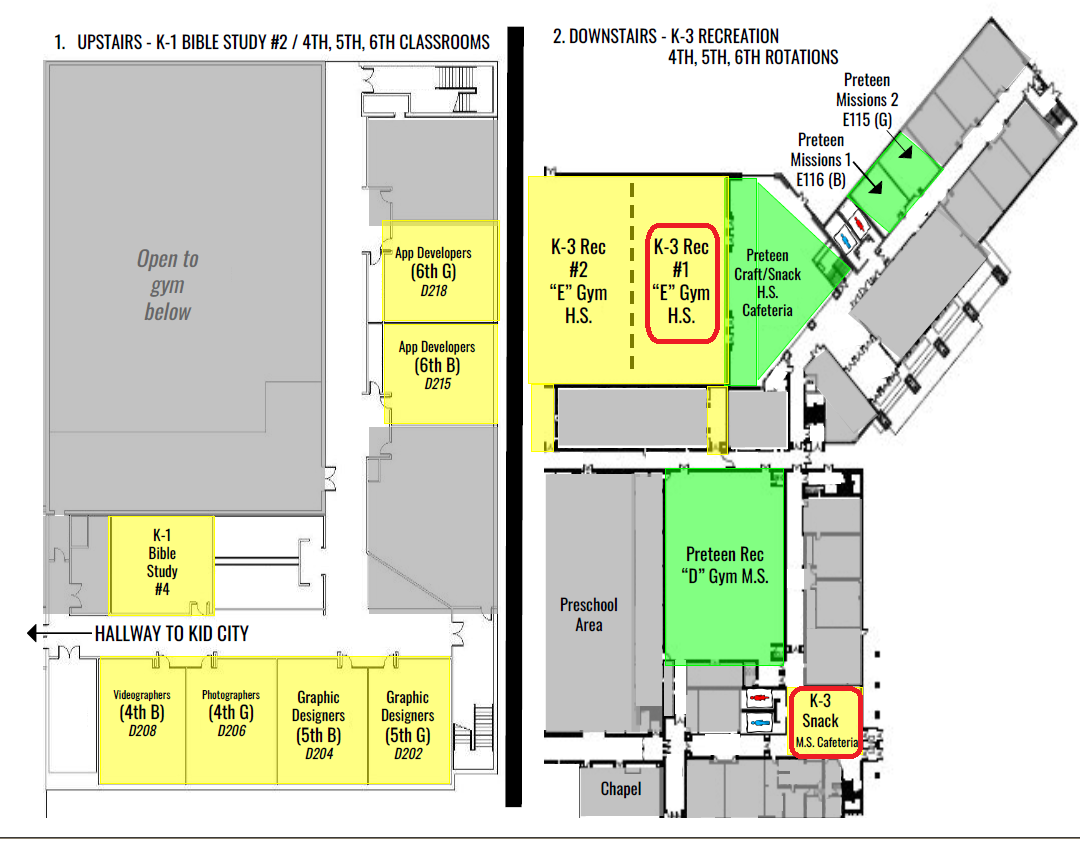 1. UPSTAIRS - K-1 BIBLE STUDY #2 / 4TH, 5TH, 6TH CLASSROOMS
Open to
gym
below
App Developers
(6th G)
D218
App Developers
(6th B)
D215
K-1
Bible
Study
#4
HALLWAY TO KID CITY
Videographers
(4th B)
D208
Photographers
(4th G)
D206
Graphic
Designers
(5th B)
D204
Graphic
Designers
(5th G)
D202
2. DOWNSTAIRS - K-3 RECREATION
4TH, 5TH, 6TH ROTATIONS
Preteen
Missions 2
E115 (G)
Preteen
Missions 1
E116 (B)
K-3 Rec
#2
“E” Gym
H.S.
K-3 Rec
#1
“E” Gym
H.S.
Preteen
Craft/Snack
H.S.
Cafeteria
Preteen Rec
“D” Gym M.S.
Preschool
Area
K-3
Snack
M.S. Cafeteria
Chapel